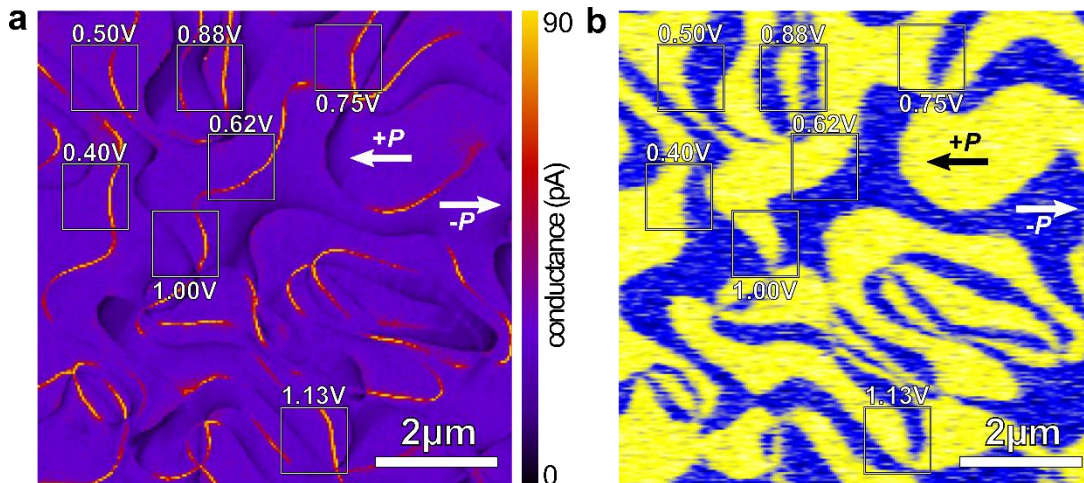 a
0.50V
0.88V
0.75V
0.62V
0.40V
1.00V
1.13V
+P
-P
2μm
90
conductance (pA)
0
b
0.50V
0.88V
0.75V
0.62V
0.40V
1.00V
1.13V
+P
-P
2μm